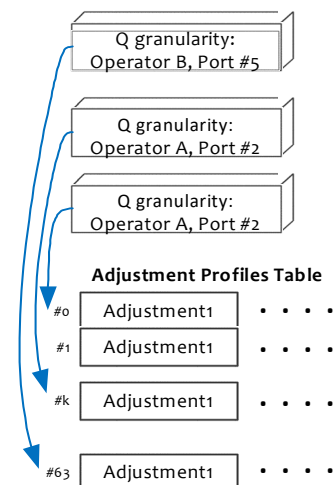 Q granularity:
Operator B, Port #5
Q granularity:
Operator A, Port #2
Q granularity:
Operator A, Port #2
Adjustment Profiles Table
#0 Adjustment1 . . . .
#1 Adjustment1 . . . .
#k Adjustment1 . . . .
#63 Adjustment1 . . . .